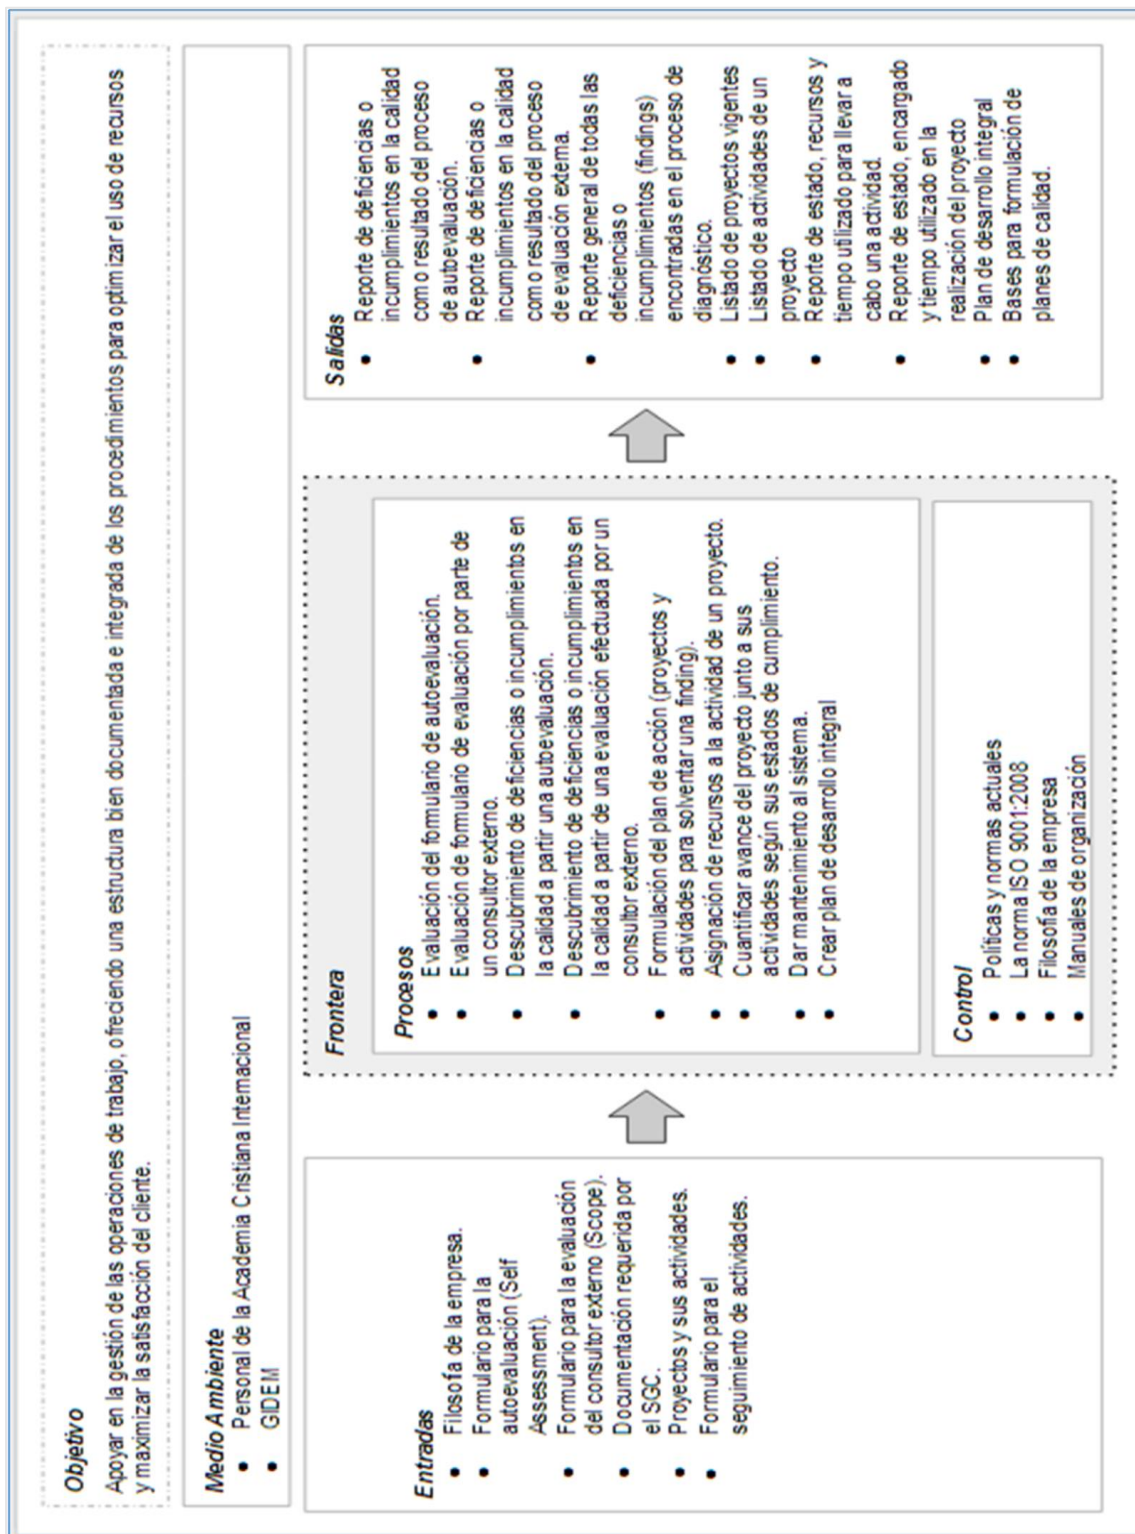 Objetivo
Apoyar en la gestión de las operaciones de trabajo, ofreciendo una estructura bien documentada e integrada de los procedimientos para optimizar el uso de recursos
y maximizar la satisfacción del cliente.
Medio Ambiente
• Personal de la Academia Cristiana Internacional
• GIDEM
Entradas
• Filosofía de la empresa.
• Formulario para la
autoevaluación (Self
Assessment).
• Formulario para la evaluación
del consultor externo (Scope).
• Documentación requerida por
el SGC.
• Proyectos y sus actividades.
• Formulario para el
seguimiento de actividades.
Frontera
Procesos
• Evaluación del formulario de autoevaluación.
• Evaluación de formulario de evaluación por parte de
un consultor externo.
• Descubrimiento de deficiencias o incumplimientos en
la calidad a partir una autoevaluación.
• Descubrimiento de deficiencias o incumplimientos en
la calidad a partir de una evaluación efectuada por un
consultor externo.
• Formulación del plan de acción (proyectos y
actividades para solventar una finding).
• Asignación de recursos a la actividad de un proyecto.
• Cuantificar avance del proyecto junto a sus
actividades según sus estados de cumplimiento.
• Dar mantenimiento al sistema.
• Crear plan de desarrollo integral
Control
• Políticas y normas actuales
• La norma ISO 9001:2008
• Filosofía de la empresa
• Manuales de organización
Salidas
• Reporte de deficiencias o
incumplimientos en la calidad
como resultado del proceso
de autoevaluación.
• Reporte de deficiencias o
incumplimientos en la calidad
como resultado del proceso
de evaluación externa.
• Reporte general de todas las
deficiencias o
incumplimientos (findings)
encontradas en el proceso de
diagnóstico.
• Listado de proyectos vigentes
• Listado de actividades de un
proyecto
• Reporte de estado, recursos y
tiempo utilizado para llevar a
cabo una actividad.
• Reporte de estado, encargado
y tiempo utilizado en la
realización del proyecto
• Plan de desarrollo integral
• Bases para formulación de
planes de calidad.